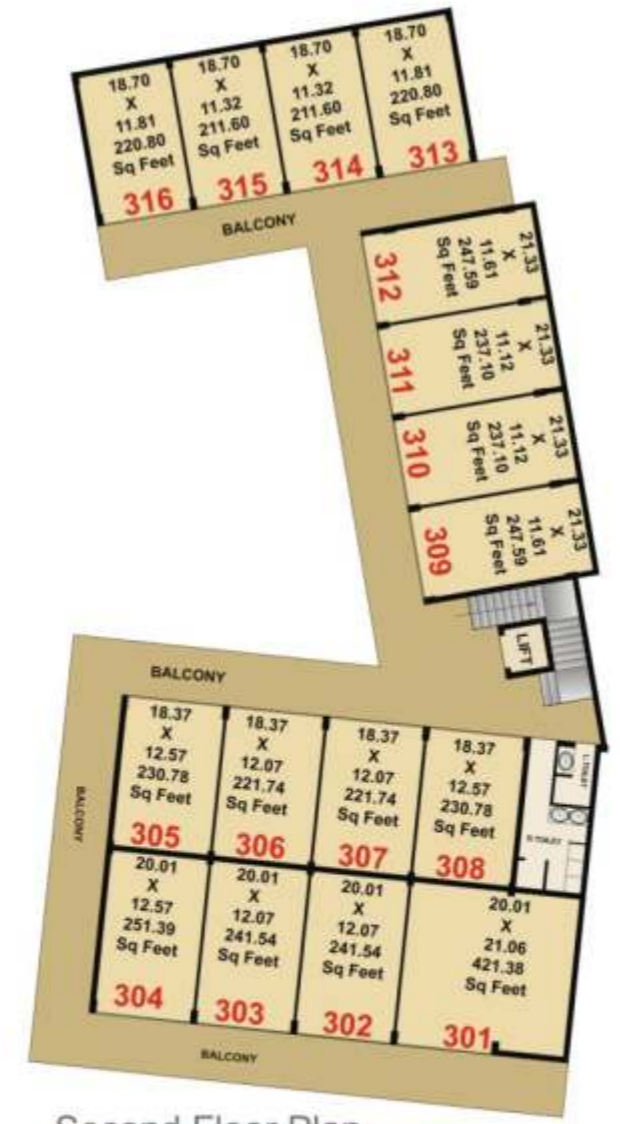 18.70
X
11.81
220.80
Sq Feet
316
18.70
X
11.32
211.60
Sq Feet
315
18.70
X
11.32
211.60
Sq Feet
314
18.70
X
11.81
220.80
Sq Feet
313
BALCONY
21.33
X
11.61
247.59
Sq Feet
312
21.33
X
11.12
237.10
Sq Feet
311
21.33
X
11.12
237.10
Sq Feet
310
21.33
X
11.61
247.59
Sq Feet
309
LIFT
BALCONY
BALCONY
18.37
X
12.57
230.78
Sq Feet
305
18.37
X
12.07
221.74
Sq Feet
306
18.37
X
12.07
221.74
Sq Feet
307
18.37
X
12.57
230.78
Sq Feet
308
L.TOILET
G.TOILET
20.01
X
12.57
251.39
Sq Feet
304
20.01
X
12.07
241.54
Sq Feet
303
20.01
X
12.07
241.54
Sq Feet
302
20.01
X
21.06
421.38
Sq Feet
301
BALCONY
Second Floor Plan